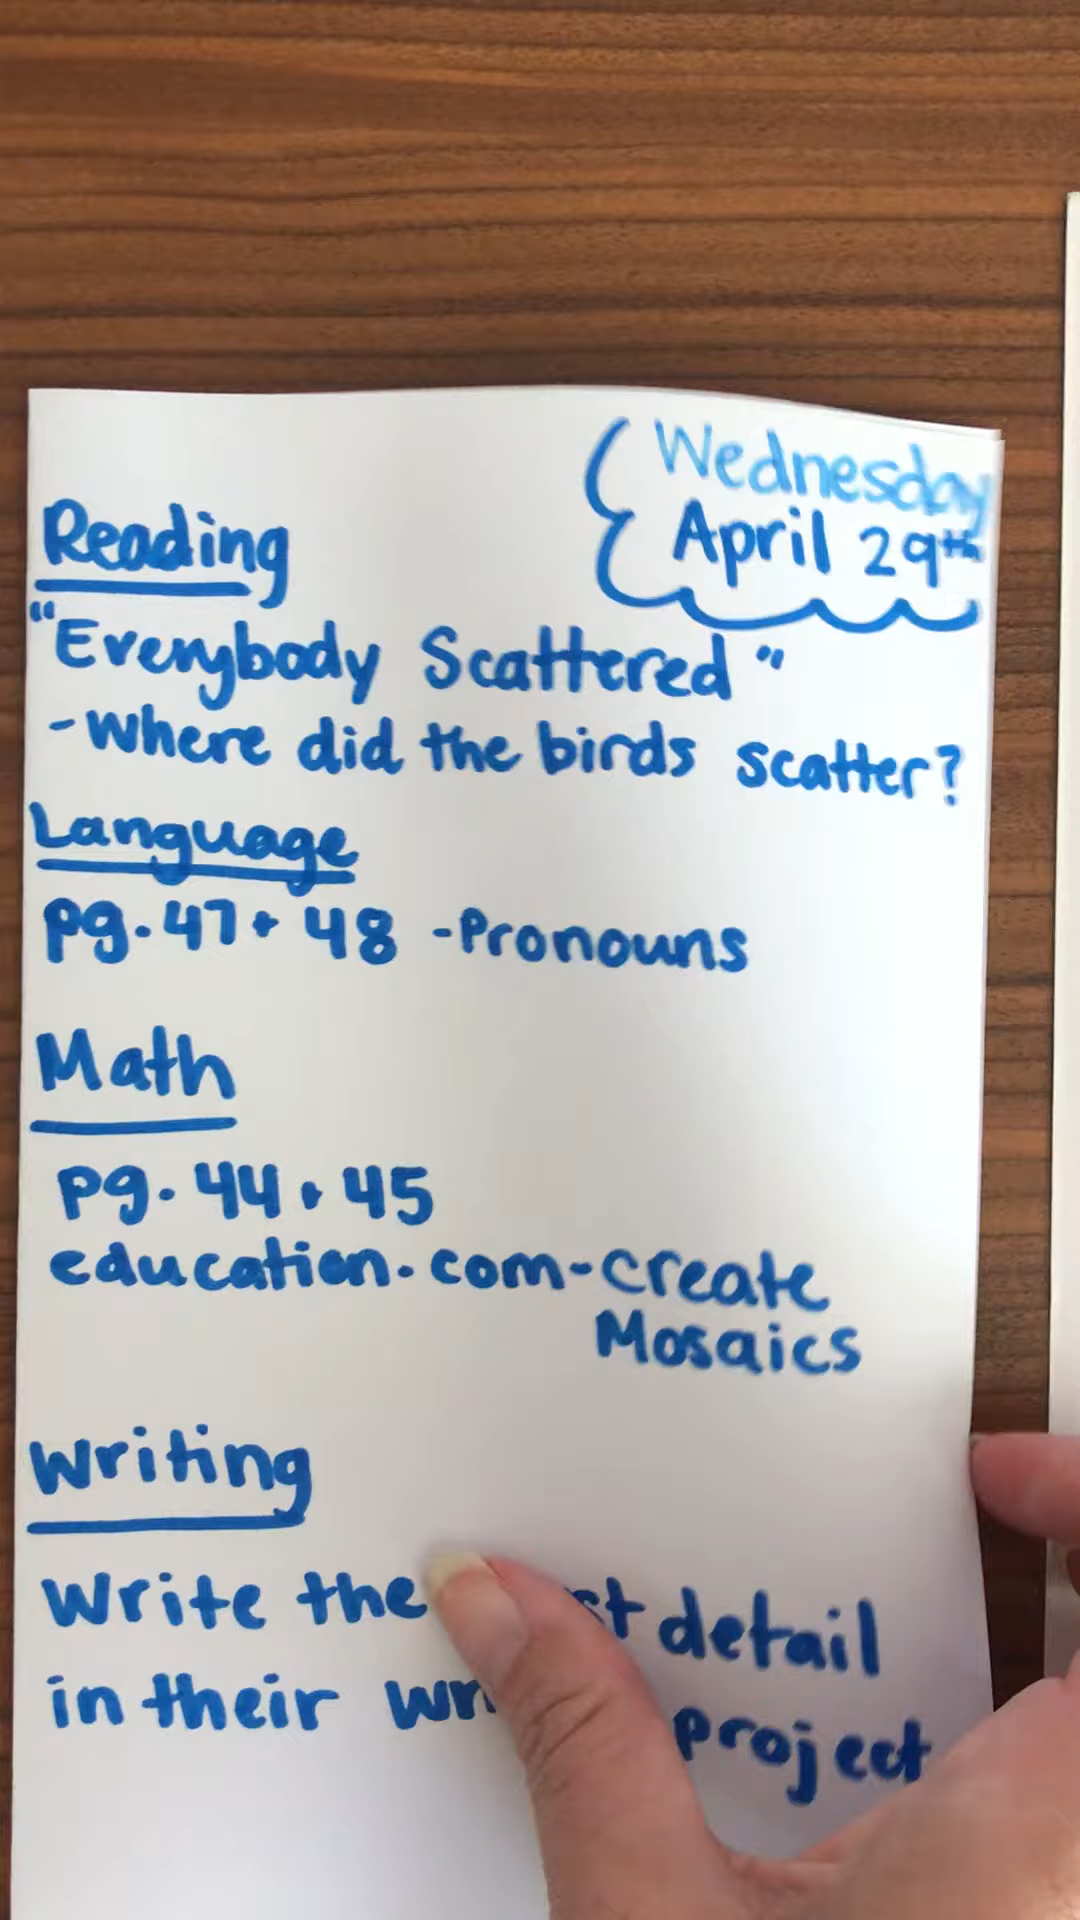 Wednesday
April 29th
Reading
"Everybody Scattered"
- Where did the birds scatter?
Language
pg. 47 + 48 - Pronouns
Math
pg. 44 + 45
education.com - create
Mosaics
Writing
Write the detail
in their project